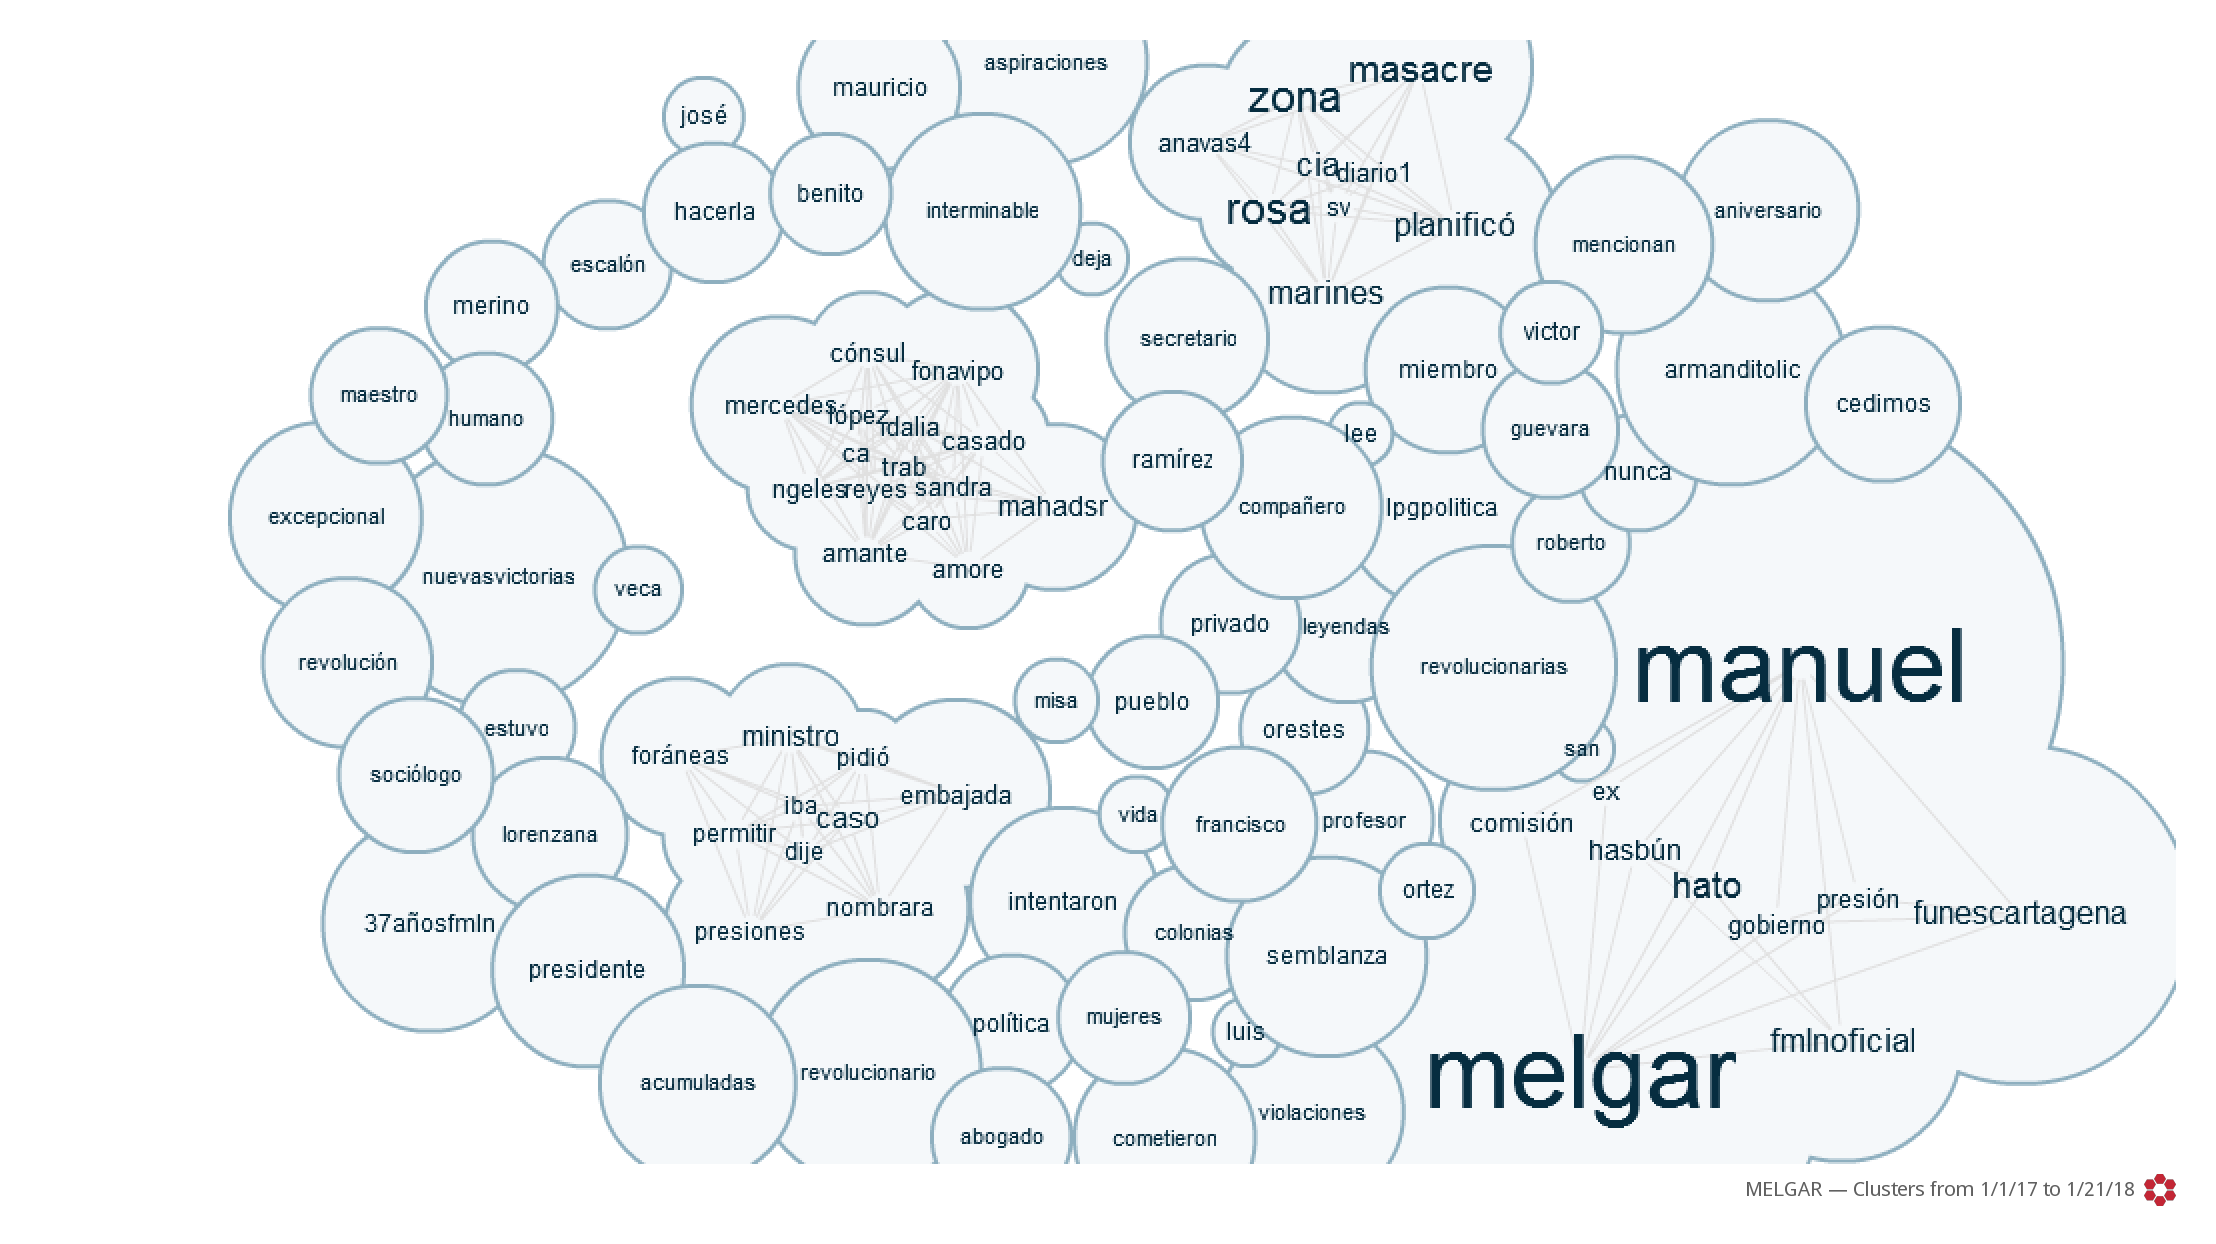 aspiraciones
masacre
mauricio
zona
josé
anavas4
cia
diario1
benito
hacerla
interminable
rosa
sv
planificó
aniversario
mencionan
deja
escalón
marines
merino
victor
secretario
cónsul
fonavipo
miembro
armanditolic
maestro
mercedes
lópez
idalia
casado
humano
cedimos
guevara
lee
ca
trab
ramírez
nunca
ngeles
reyes
sandra
mahadsr
compañero
lpgpolitica
excepcional
caro
amante
amore
roberto
nuevasvictorias
veca
privado
leyendas
revolución
revolucionarias
manuel
misa
pueblo
estuvo
orestes
ministro
foráneas
pidió
san
sociólogo
iba
caso
embajada
ex
vida
francisco
profesor
comisión
lorenzana
permitir
dije
hasbún
hato
ortez
intentaron
presión
nombrara
funescartagena
37añosfmln
presiones
colonias
gobierno
presidente
semblanza
política
mujeres
luis
fmlnoficial
acumuladas
revolucionario
melgar
abogado
cometieron
violaciones
MELGAR — Clusters from 1/1/17 to 1/21/18